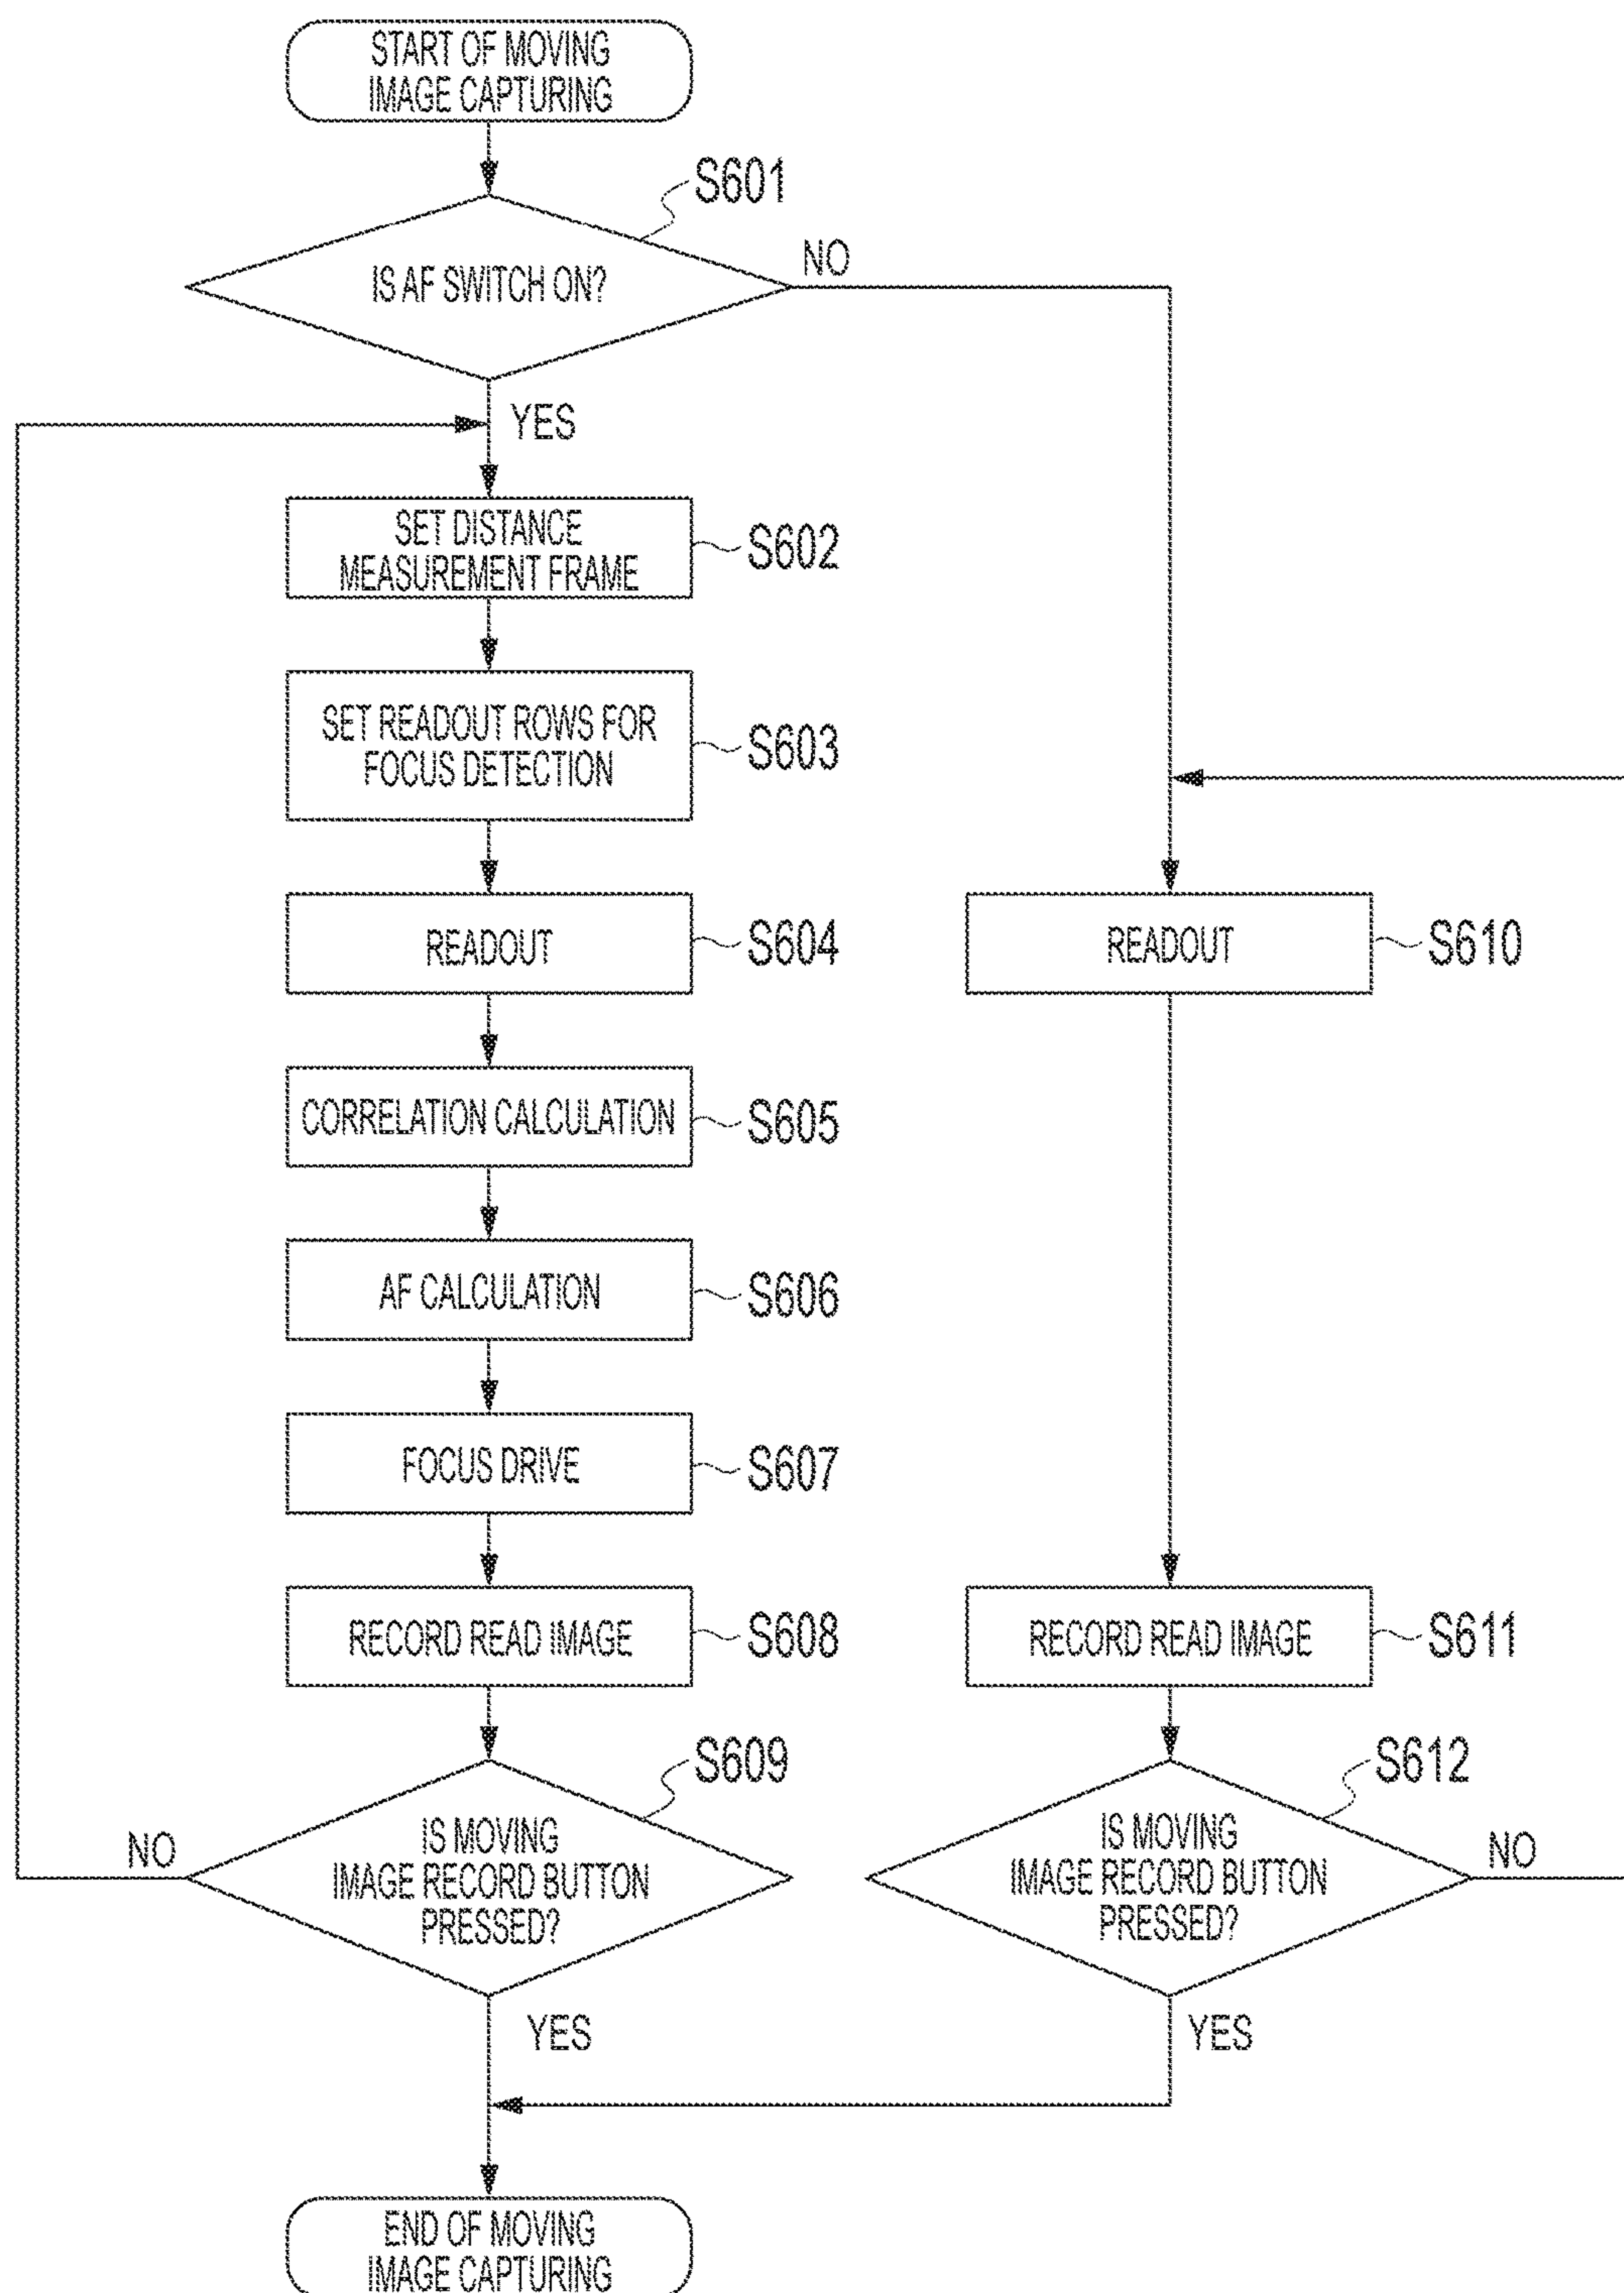 START OF MOVING
IMAGE CAPTURING
S601
IS AF SWITCH ON?
NO
YES
SET DISTANCE
MEASUREMENT FRAME
S602
SET READOUT ROWS FOR
FOCUS DETECTION
S603
READOUT
S604
READOUT
S610
CORRELATION CALCULATION
S605
AF CALCULATION
S606
FOCUS DRIVE
S607
RECORD READ IMAGE
S608
RECORD READ IMAGE
S611
S609
IS MOVING
IMAGE RECORD BUTTON
PRESSED?
NO
YES
S612
IS MOVING
IMAGE RECORD BUTTON
PRESSED?
NO
YES
END OF MOVING
IMAGE CAPTURING